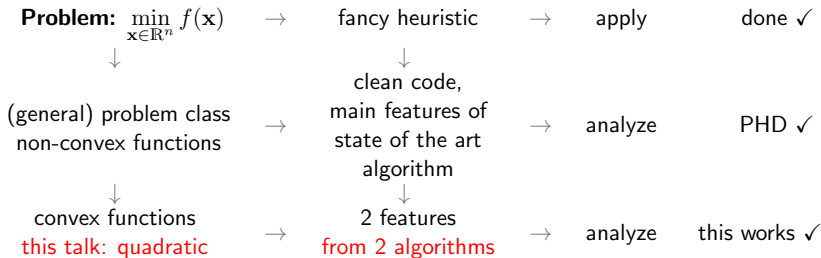 Problem: min_{x∈ℝⁿ} f(x) → fancy heuristic → apply done ✓
↓ ↓
(general) problem class
non-convex functions
→
clean code,
main features of
state of the art
algorithm
→ analyze PHD ✓
↓ ↓
convex functions
this talk: quadratic
→
2 features
from 2 algorithms
→ analyze this works ✓